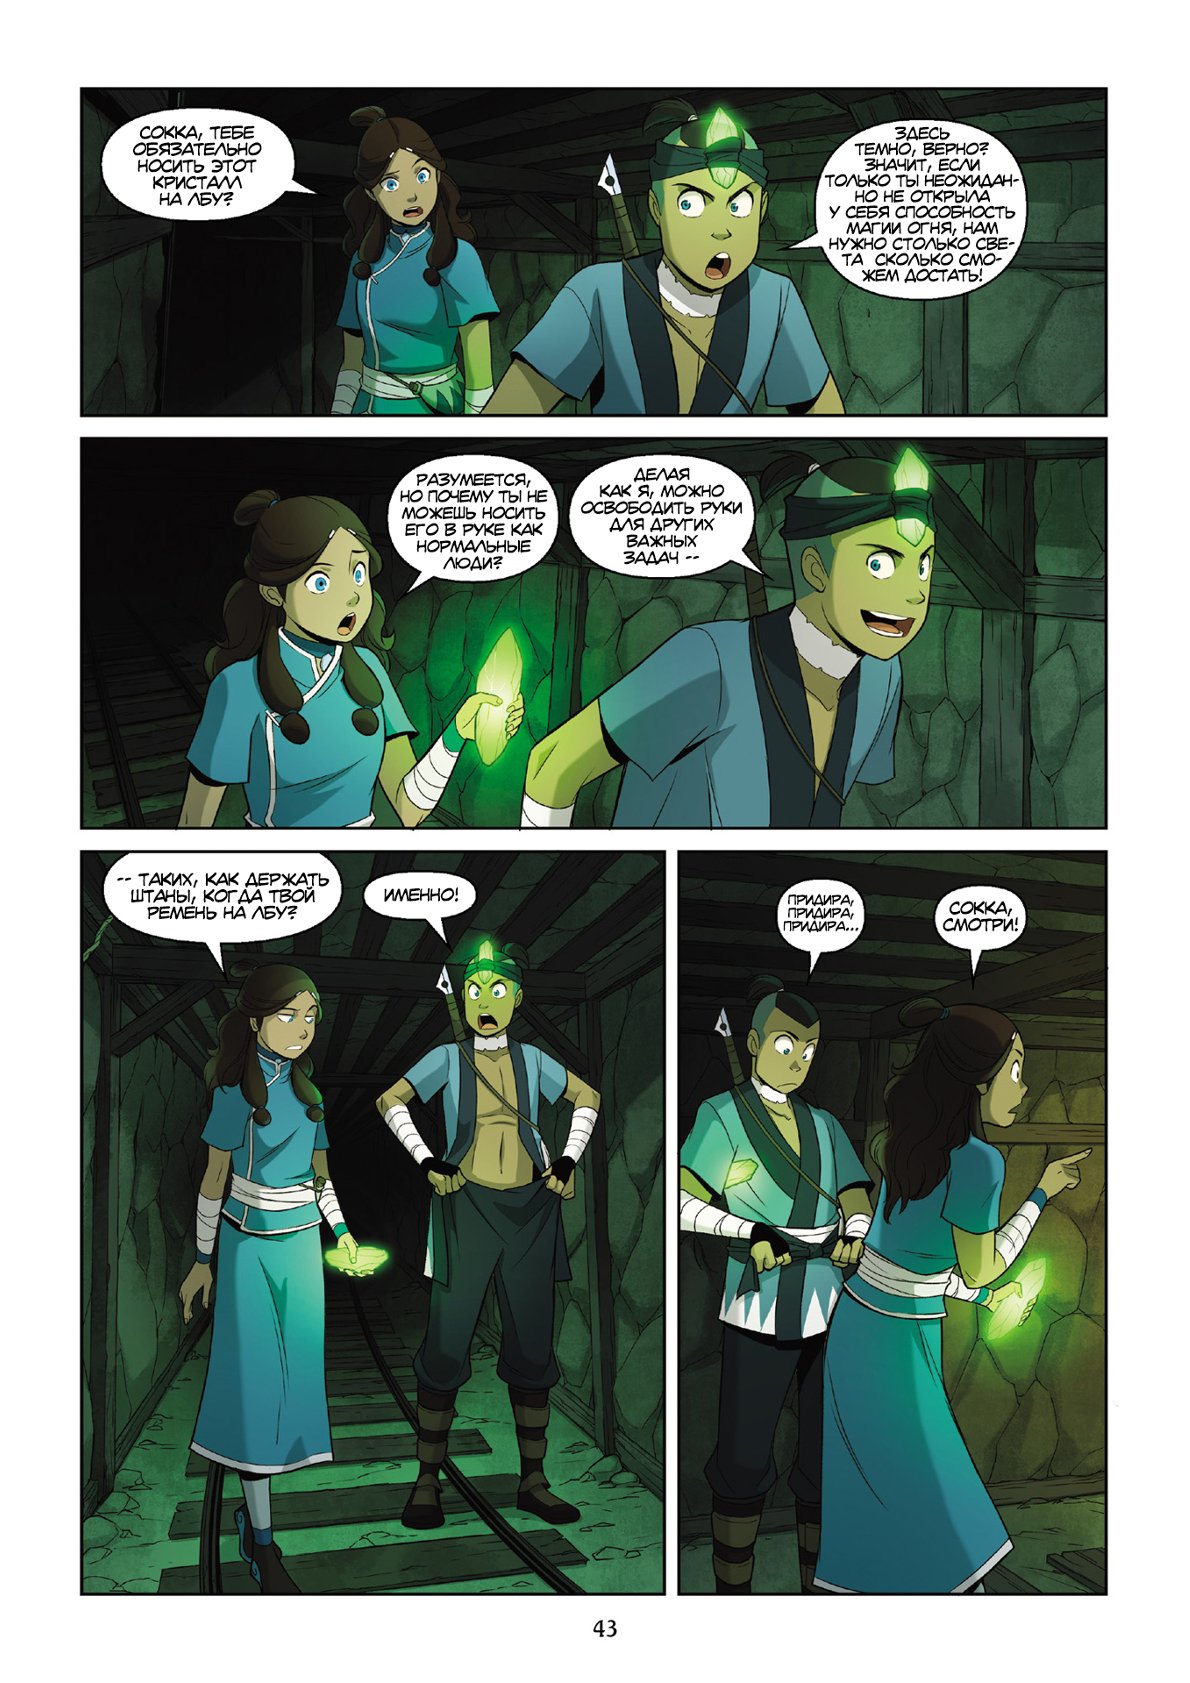 СОККА, ТЕБЕ
ОБЯЗАТЕЛЬНО
НОСИТЬ ЭТОТ
КРИСТАЛЛ
НА ЛБУ?
ЗДЕСЬ
ТЕМНО, ВЕРНО?
ЗНАЧИТ, ЕСЛИ
ТОЛЬКО ТЫ НЕОЖИДАН-
НО НЕ ОТКРЫЛА
У СЕБЯ СПОСОБНОСТЬ
МАГИИ ОГНЯ, НАМ
НУЖНО СТОЛЬКО СВЕ-
ТА СКОЛЬКО СМО-
ЖЕМ ДОСТАТЬ!
РАЗУМЕЕТСЯ,
НО ПОЧЕМУ ТЫ НЕ
МОЖЕШЬ НОСИТЬ
ЕГО В РУКЕ КАК
НОРМАЛЬНЫЕ
ЛЮДИ?
ДЕЛАЯ
КАК Я, МОЖНО
ОСВОБОДИТЬ РУКИ
ДЛЯ ДРУГИХ
ВАЖНЫХ
ЗАДАЧ --
-- ТАКИХ, КАК ДЕРЖАТЬ
ШТАНЫ, КОГДА ТВОЙ
РЕМЕНЬ НА ЛБУ?
ИМЕННО!
ПРИДИРА,
ПРИДИРА,
ПРИДИРА...
СОККА,
СМОТРИ!
43